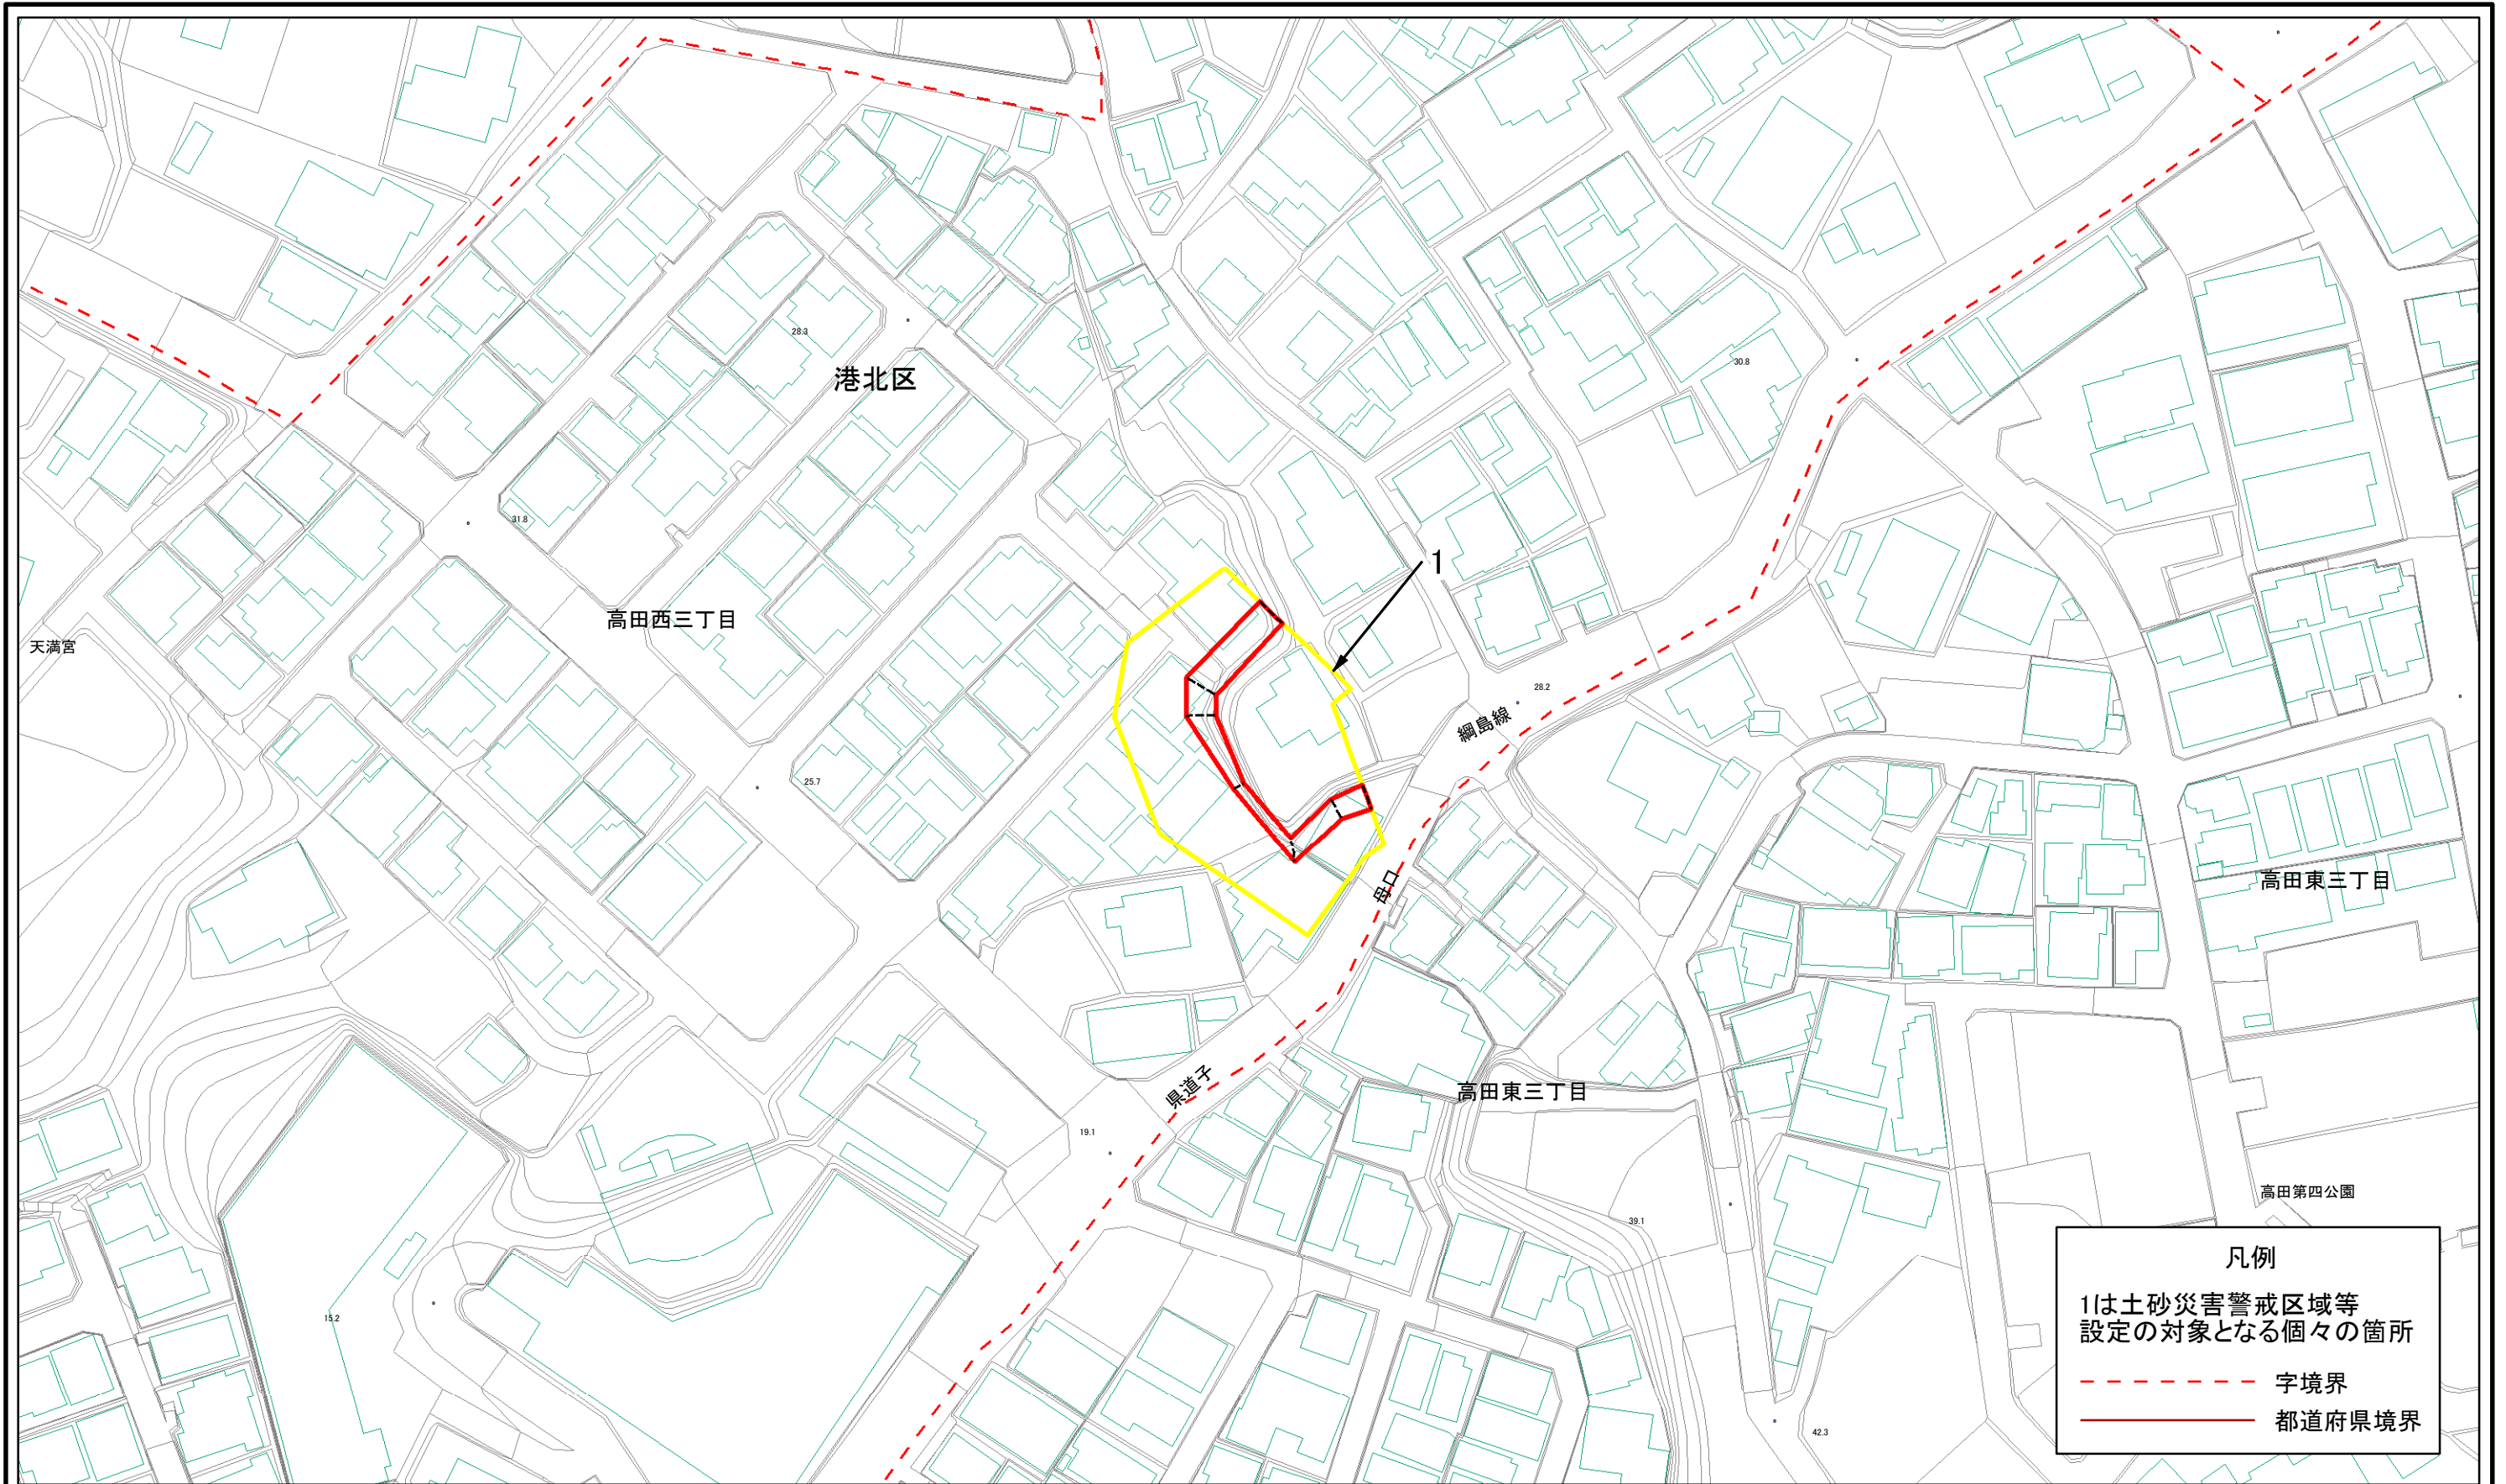 28.3
30.8
港北区
31.8
1
高田西三丁目
天満宮
28.2
綱島線
25.7
母口
高田東三丁目
県道子
高田東三丁目
19.1
高田第四公園
39.1
15.2
42.3
凡例
1は土砂災害警戒区域等
設定の対象となる個々の箇所
字境界
都道府県境界